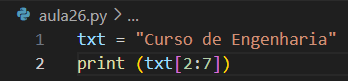 aula26.py > ...
1 txt = "Curso de Engenharia"
2 print (txt[2:7])